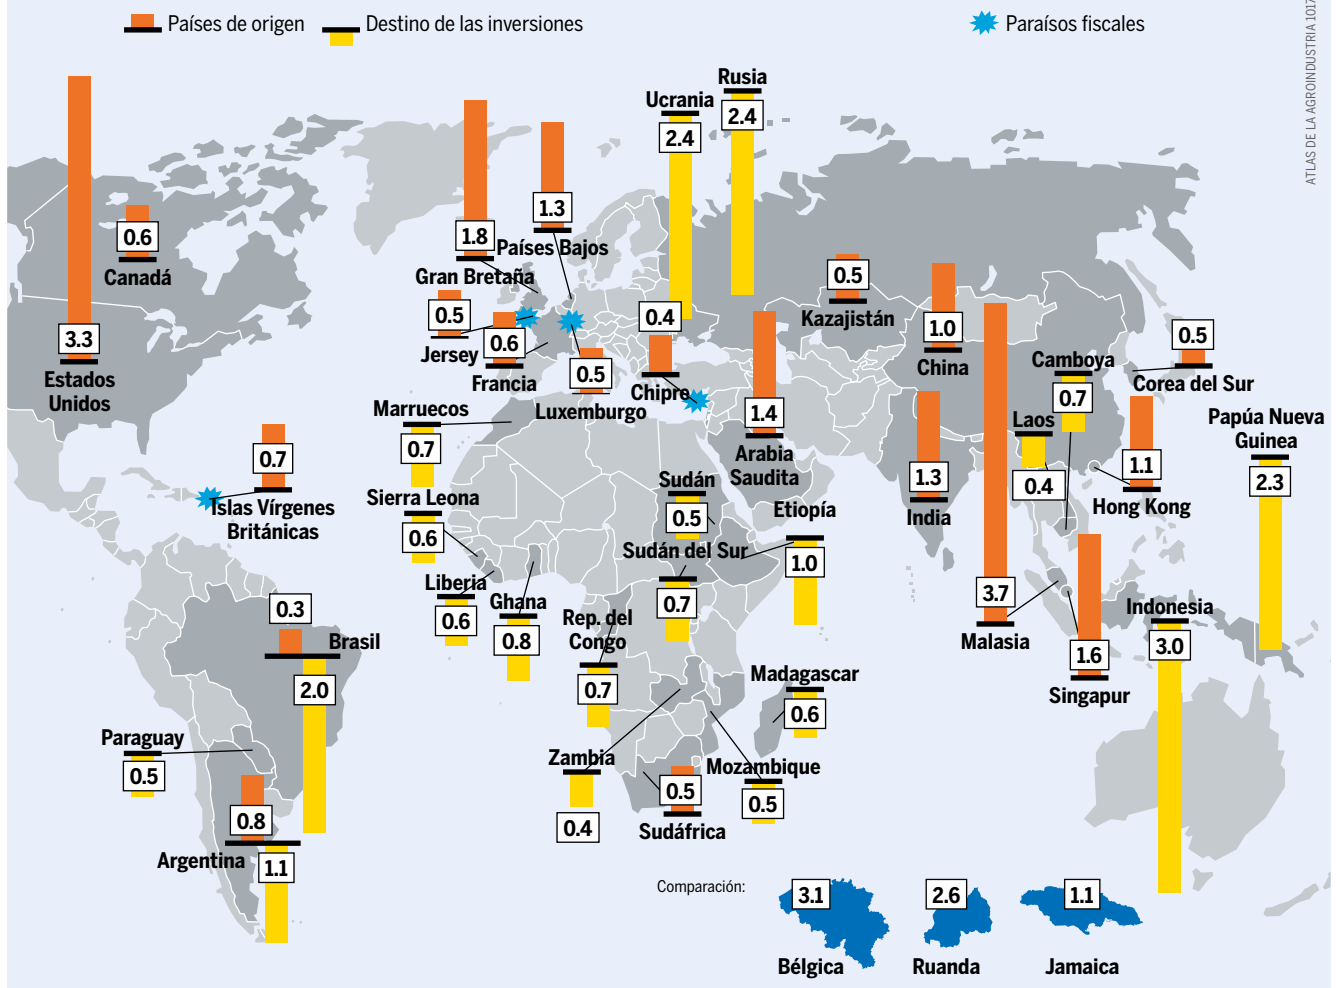 Países de origen
Destino de las inversiones
Paraísos fiscales
ATLAS DE LA AGROINDUSTRIA 1017
Rusia
2.4
Ucrania
2.4
3.3
Estados
Unidos
0.6
Canadá
1.8
Gran Bretaña
1.3
Países Bajos
0.5
Jersey
0.6
Francia
0.5
Luxemburgo
0.4
Chipre
0.5
Kazajistán
1.0
China
0.5
Corea del Sur
Camboya
0.7
Laos
0.4
1.1
Hong Kong
Papúa Nueva
Guinea
2.3
1.4
Arabia
Saudita
1.3
India
3.7
Malasia
1.6
Singapur
Indonesia
3.0
Marruecos
0.7
0.7
Islas Vírgenes
Británicas
Sierra Leona
0.6
Liberia
0.6
Ghana
0.8
Sudán
0.5
Etiopía
1.0
Sudán del Sur
0.7
Rep. del
Congo
0.7
Madagascar
0.6
Zambia
0.4
Mozambique
0.5
0.5
Sudáfrica
0.3
Brasil
2.0
Paraguay
0.5
0.8
Argentina
1.1
Comparación:
3.1
Bélgica
2.6
Ruanda
1.1
Jamaica